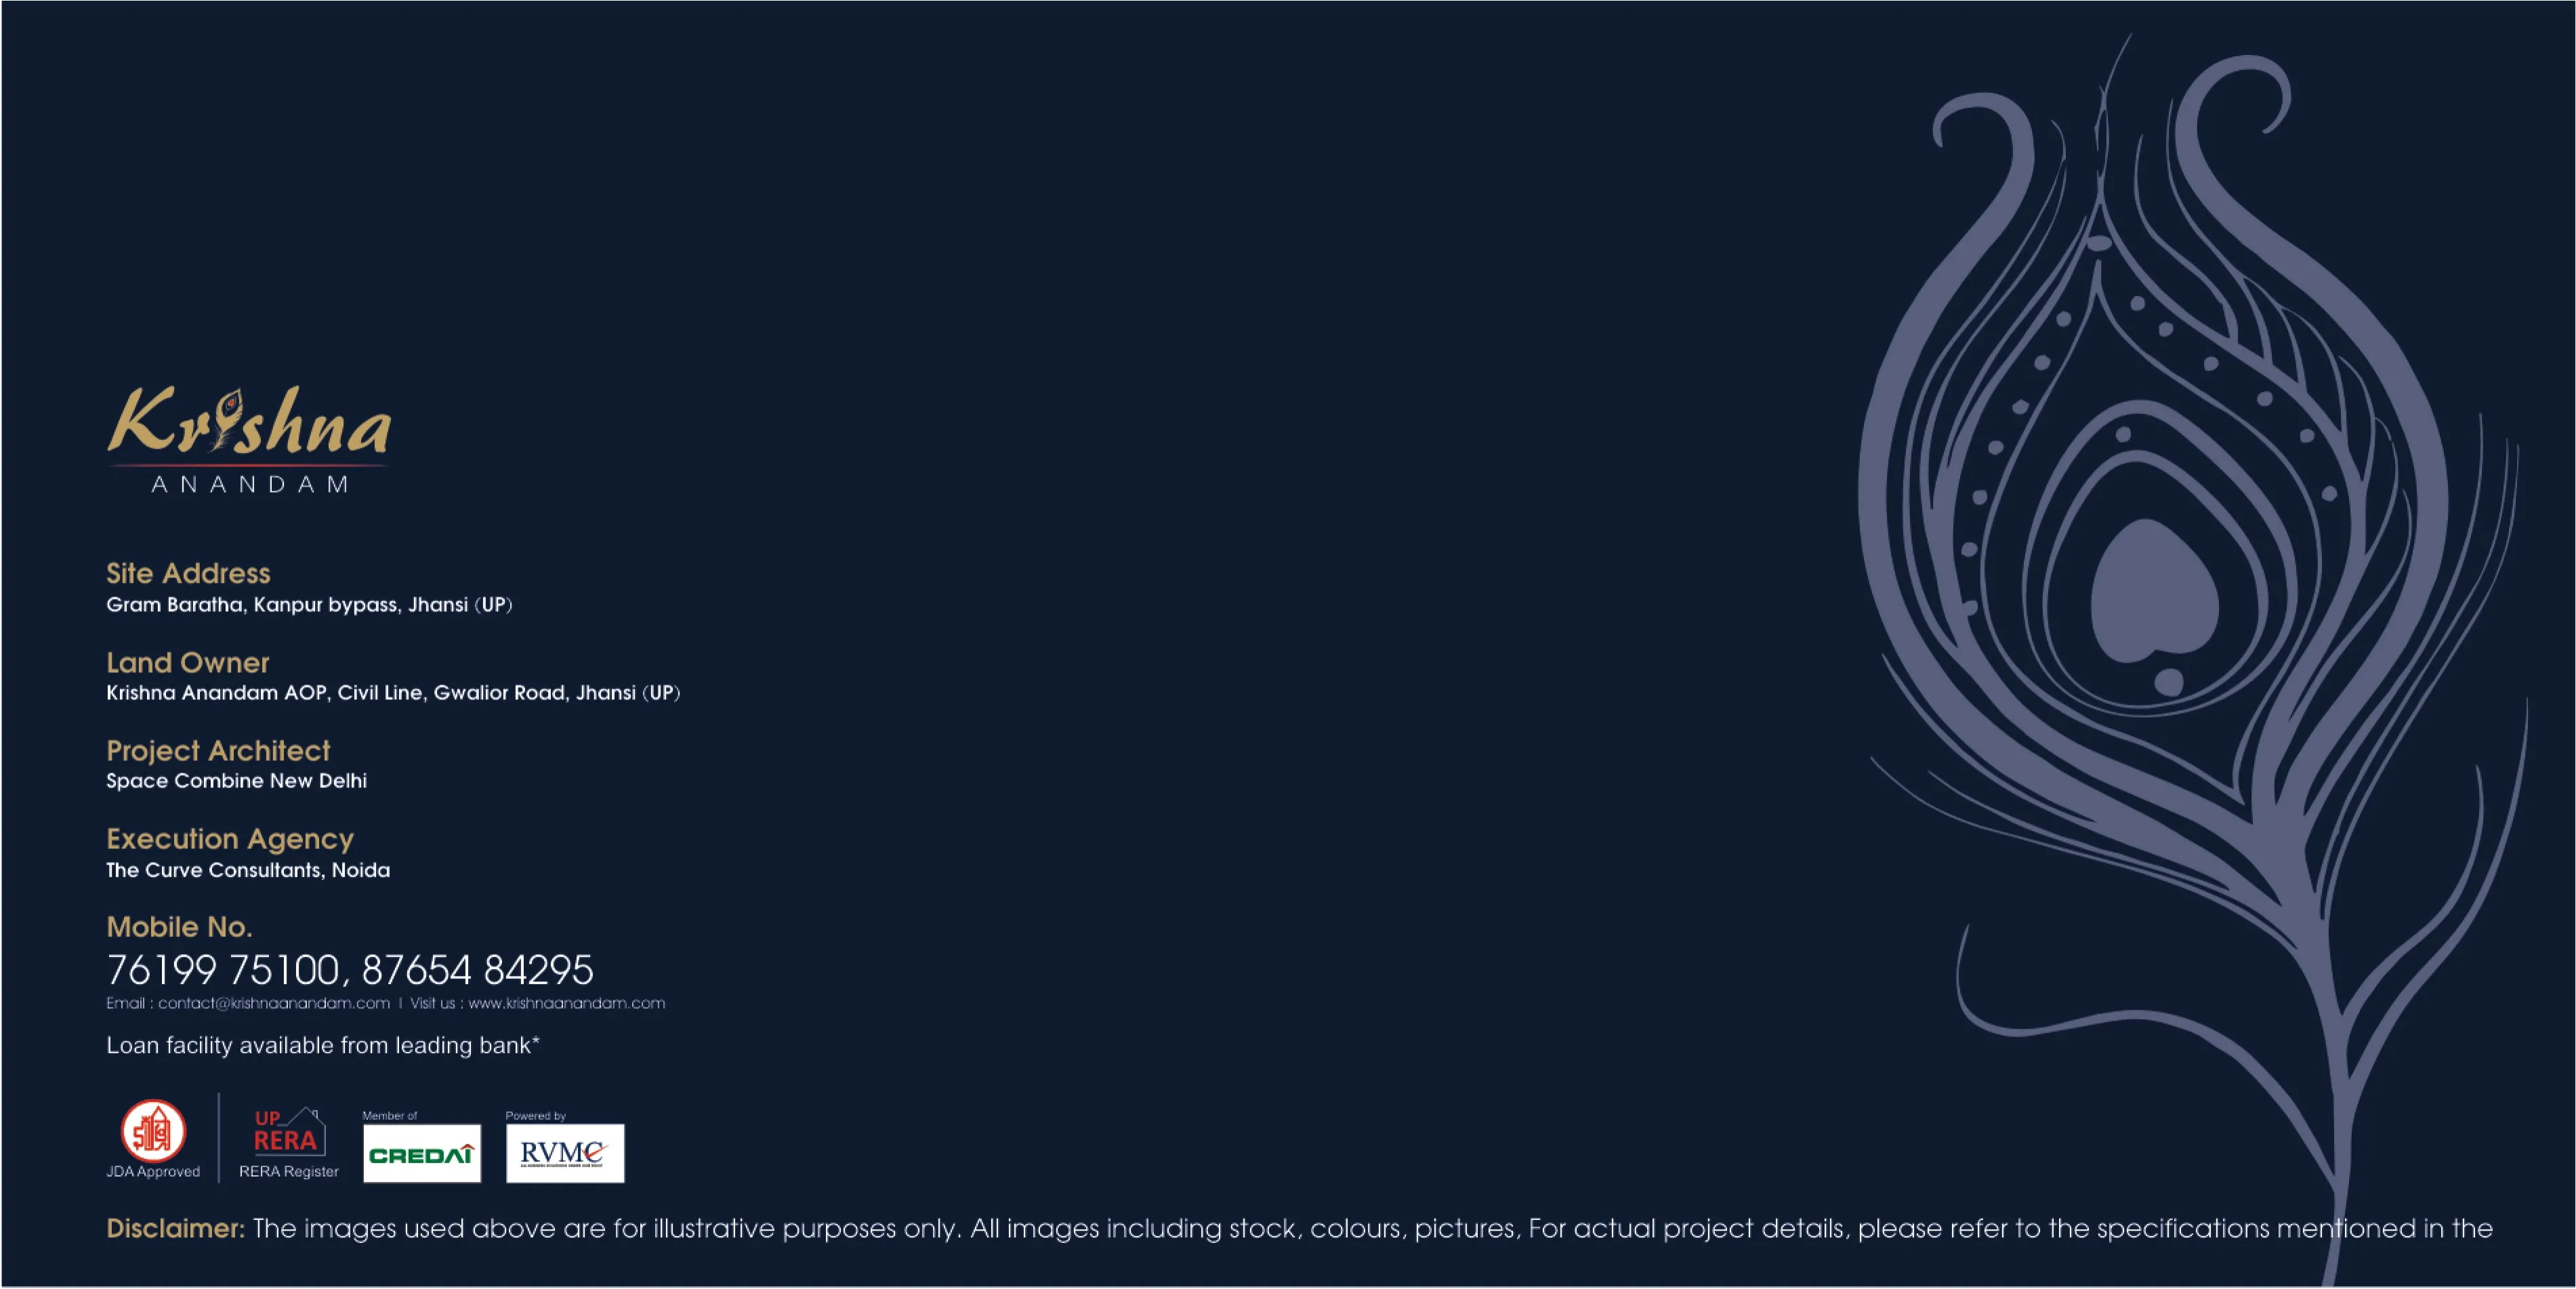 Krishna
ANANDAM
Site Address
Gram Baratha, Kanpur bypass, Jhansi (UP)
Land Owner
Krishna Anandam AOP, Civil Line, Gwalior Road, Jhansi (UP)
Project Architect
Space Combine New Delhi
Execution Agency
The Curve Consultants, Noida
Mobile No.
76199 75100, 87654 84295
Email : contact@krishnaanandam.com I Visit us : www.krishnaanandam.com
Loan facility available from leading bank*
JDA Approved
UP
RERA
RERA Register
Member of
CREDAI
Powered by
RVMC
Disclaimer: The images used above are for illustrative purposes only. All images including stock, colours, pictures, For actual project details, please refer to the specifications mentioned in the